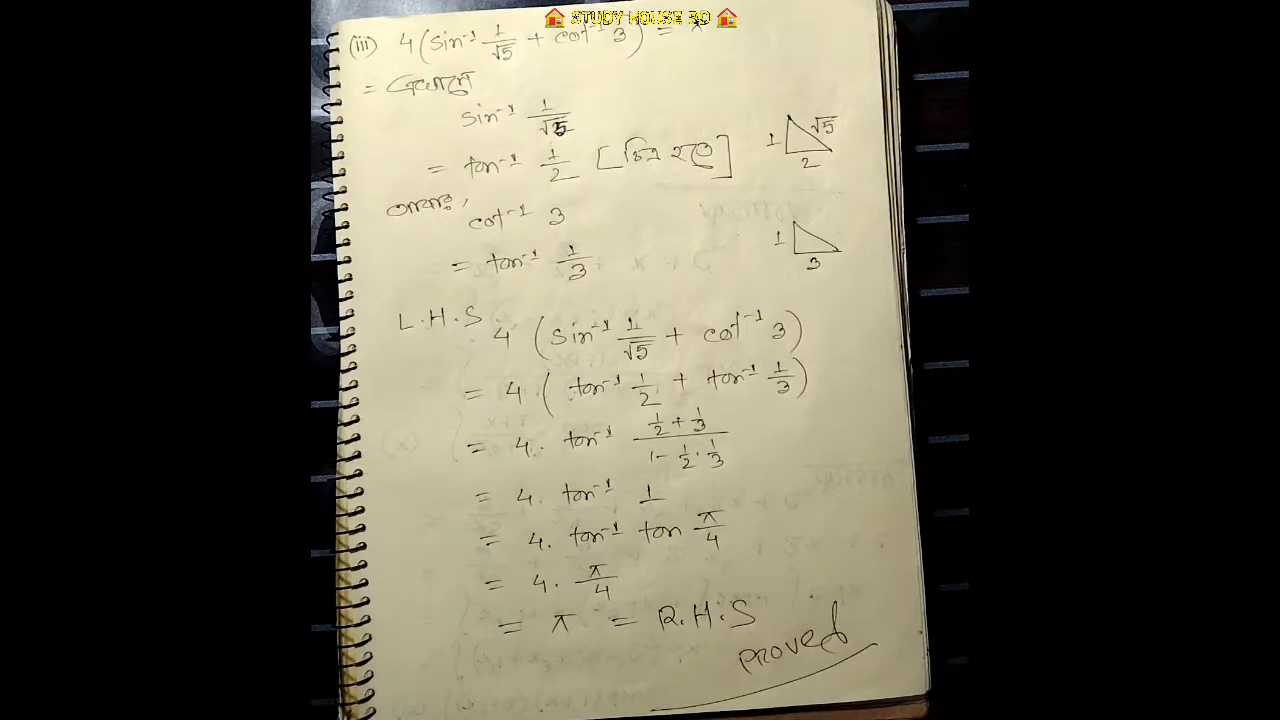 🏠 STUDY HOUSE BD 🏠
(iii) 4(sin⁻¹ 1/√5 + cot⁻¹ 3) = π
= এখানে
sin⁻¹ 1/√5
= tan⁻¹ 1/2 [চিত্র হতে]
1 √5 2
আবার,
cot⁻¹ 3
= tan⁻¹ 1/3
1 3
L.H.S 4 (sin⁻¹ 1/√5 + cot⁻¹ 3)
= 4. (tan⁻¹ 1/2 + tan⁻¹ 1/3)
= 4. tan⁻¹ (1/2 + 1/3)/(1 - 1/2 . 1/3)
= 4. tan⁻¹ 1
= 4. tan⁻¹ tan π/4
= 4. π/4
= π = R.H.S
proved